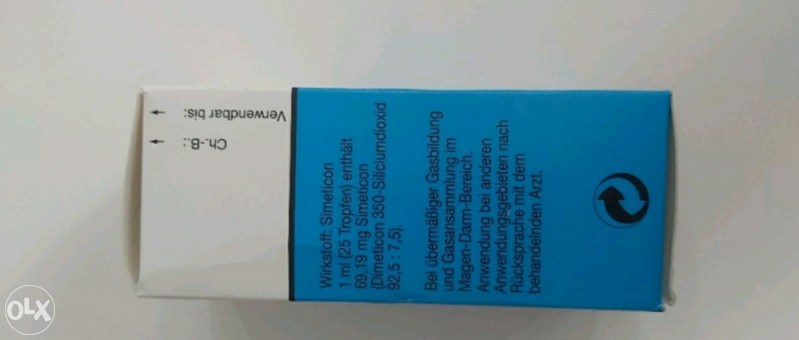 Verwendbar bis:
Ch.-B.:
Wirkstoff: Simeticon
1 ml (25 Tropfen) enthält
69,19 mg Simeticon
(Dimeticon 350-Siliciumdioxid
92,5 : 7,5).
Bei übermäßiger Gasbildung
und Gasansammlung im
Magen-Darm-Bereich.
Anwendung bei anderen
Anwendungsgebieten nach
Rücksprache mit dem
behandelnden Arzt.
OLX